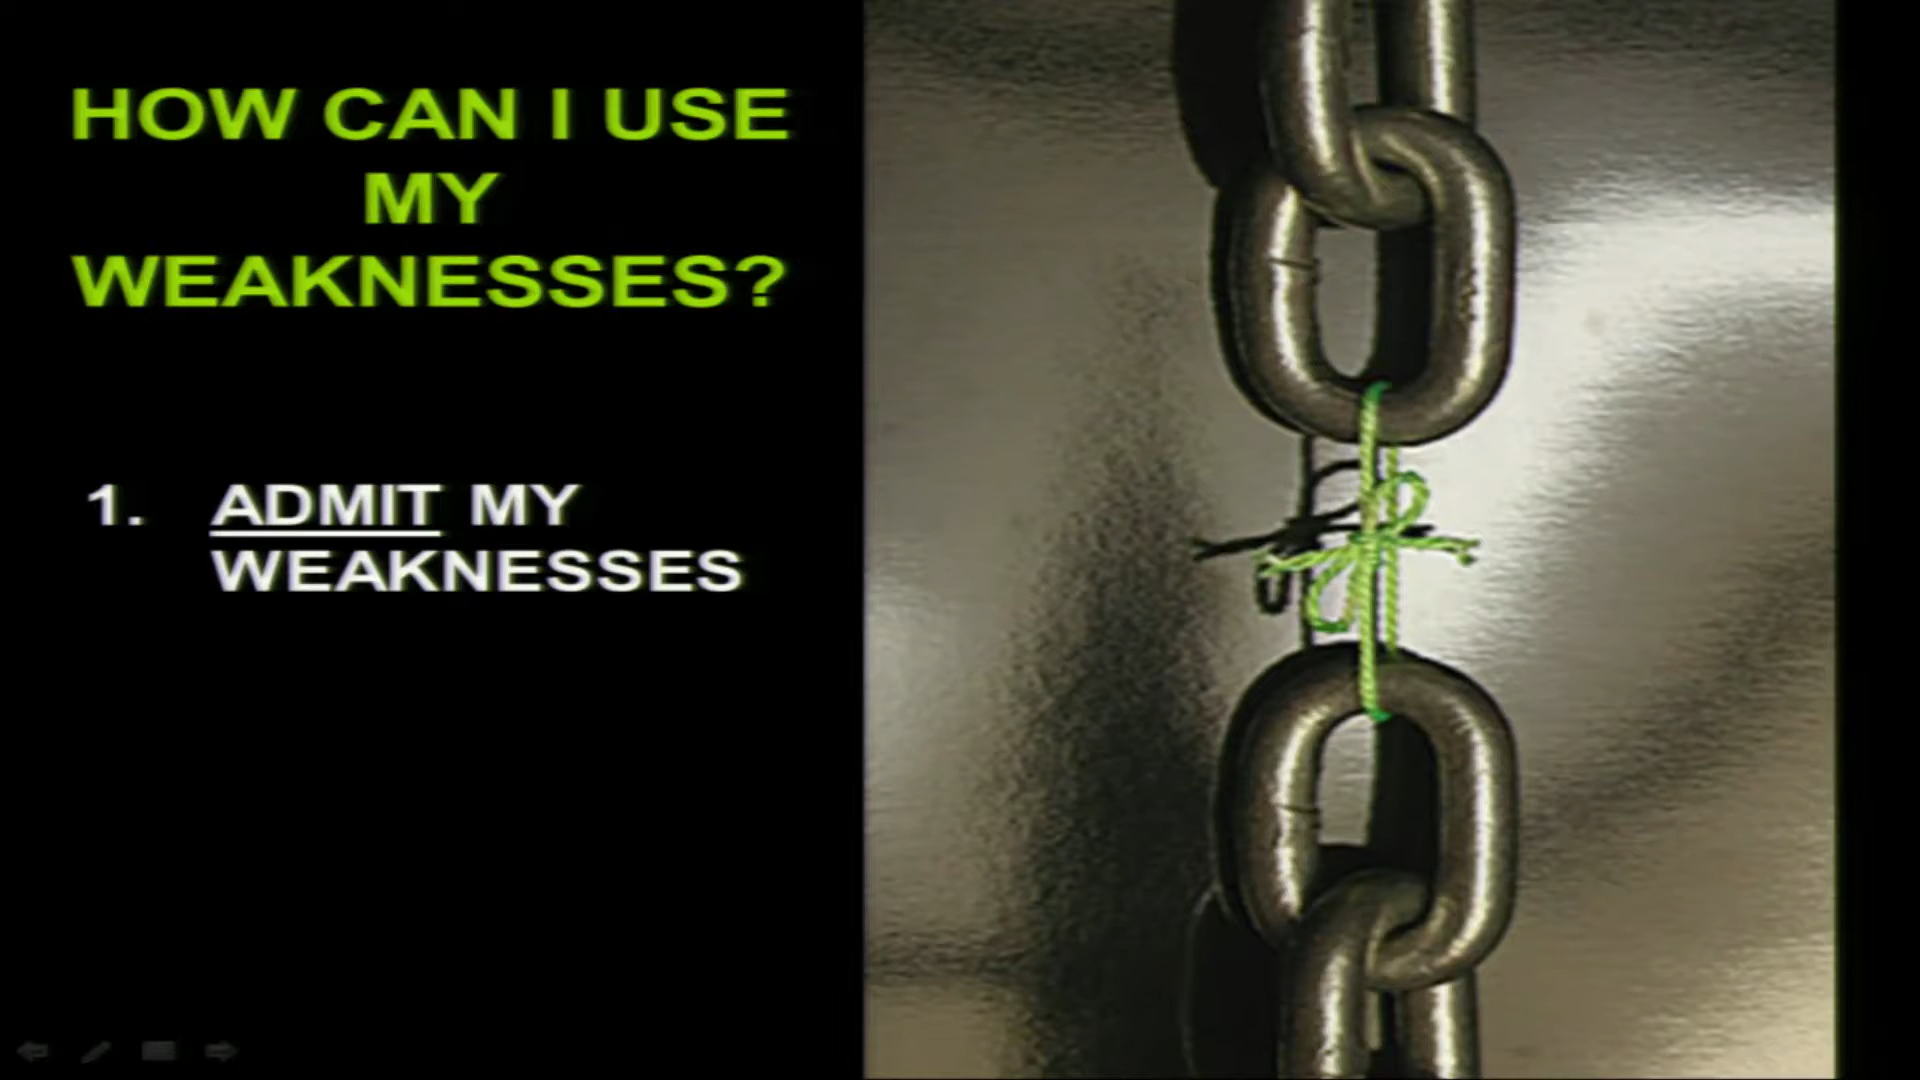 HOW CAN I USE
MY
WEAKNESSES?
1. ADMIT MY
WEAKNESSES